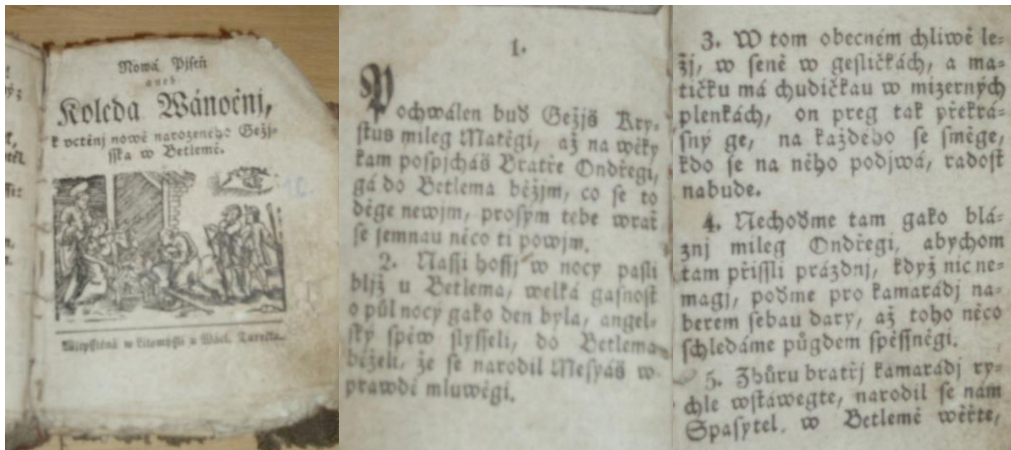 Nowá Pjseň
aneb
Koleda Wánočnj,
k vctěnj nowě narozeného Gežj-
sska w Betlémě.
Wytisstěná w Litomyssli u Wácl. Turečka.
1.
Pochwálen buď Gežjš Kry-
stus mileg Matěgi, až na wěky
kam pospjcháš Bratře Ondřegi,
gá do Betlema běžjm, co se to
děge newjm, prosým tebe wrať
se semnau něco ti powjm.
2. Nassi hossj w nocy pasli
bljž u Betlema, welká gasnost
o půl nocy gako den byla, angel-
ský spěw slysseli, do Betlema
běželi, že se narodil Mesyáš w
prawdě mluwěgi.
3. W tom obecném chliwě le-
žj, w seně w gesličkách, a ma-
tičku má chudičkau w mizerných
plenkách, on preg tak překrá-
sný ge, na každého se směge,
kdo se na něho podjwá, radost
nabude.
4. Nechoďme tam gako blá-
znj mileg Ondřegi, abychom
tam přissli prázdnj, když nic ne-
magj, poďme pro kamarádj na-
berem sebau dary, až toho něco
schledáme půgdem spěssněgi.
5. Zhůru bratřj kamarádj ry-
chle wstáwegte, narodil se nám
Spasytel, w Betlemě wěřte,